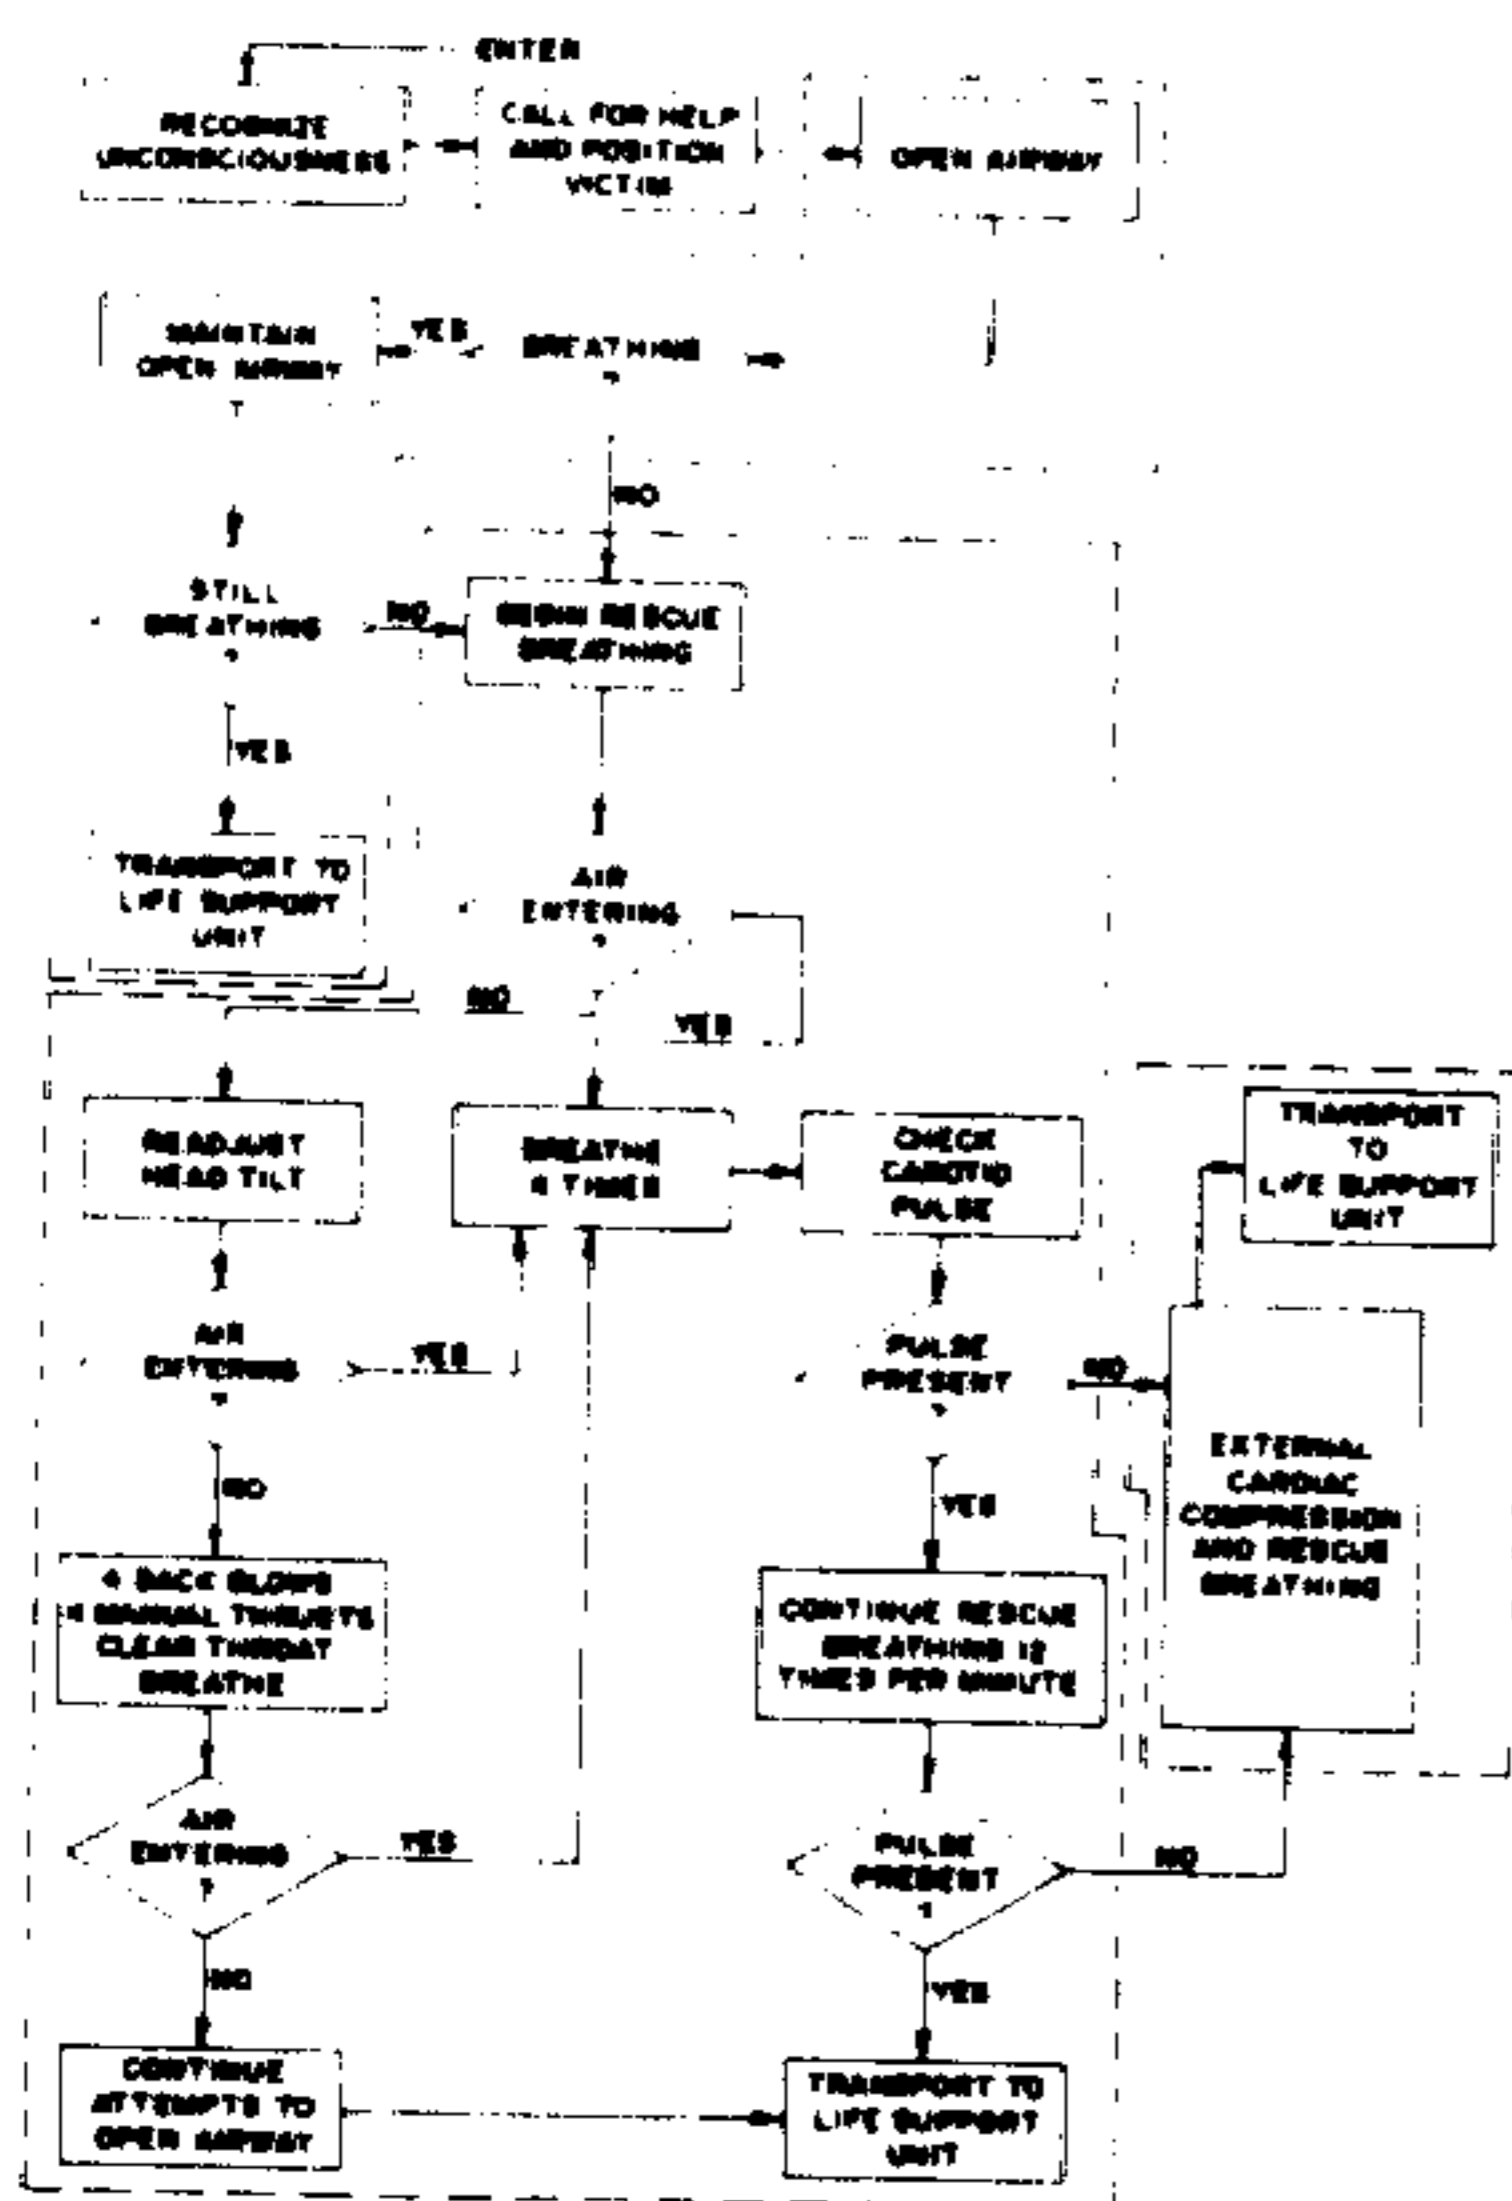 ENTER
RECOGNIZE
UNCONSCIOUSNESS
CALL FOR HELP
AND POSITION
VICTIM
OPEN AIRWAY
MAINTAIN
OPEN AIRWAY
YES
BREATHING
?
NO
STILL
BREATHING
?
NO
BEGIN RESCUE
BREATHING
YES
TRANSPORT TO
LIFE SUPPORT
UNIT
AIR
ENTERING
?
NO
YES
READJUST
HEAD TILT
BREATHE
4 TIMES
CHECK
CAROTID
PULSE
TRANSPORT
TO
LIFE SUPPORT
UNIT
AIR
ENTERING
?
YES
PULSE
PRESENT
?
NO
NO
YES
EXTERNAL
CARDIAC
COMPRESSION
AND RESCUE
BREATHING
4 BACK BLOWS
4 MANUAL THRUSTS
CLEAR THROAT
BREATHE
CONTINUE RESCUE
BREATHING 12
TIMES PER MINUTE
AIR
ENTERING
?
YES
PULSE
PRESENT
?
NO
NO
YES
CONTINUE
ATTEMPTS TO
OPEN AIRWAY
TRANSPORT TO
LIFE SUPPORT
UNIT